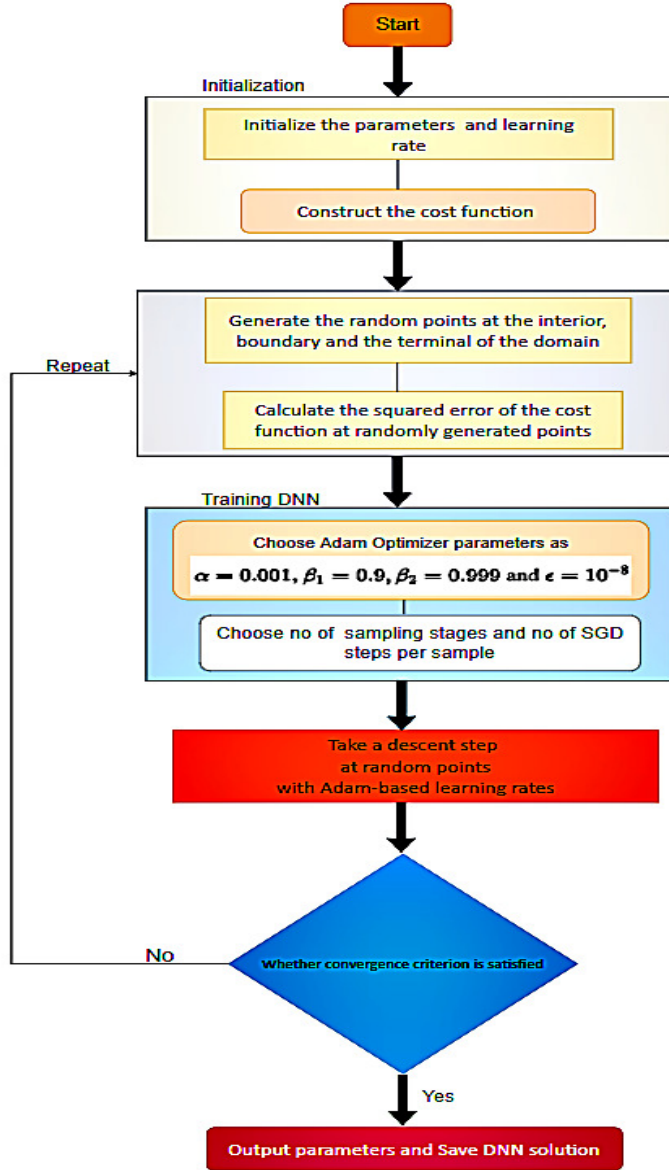 Start
Initialization
Initialize the parameters and learning
rate
Construct the cost function
Generate the random points at the interior,
boundary and the terminal of the domain
Repeat
Calculate the squared error of the cost
function at randomly generated points
Training DNN
Choose Adam Optimizer parameters as
α = 0.001, β₁ = 0.9, β₂ = 0.999 and ϵ = 10⁻⁸
Choose no of sampling stages and no of SGD
steps per sample
Take a descent step
at random points
with Adam-based learning rates
No
Whether convergence criterion is satisfied
Yes
Output parameters and Save DNN solution